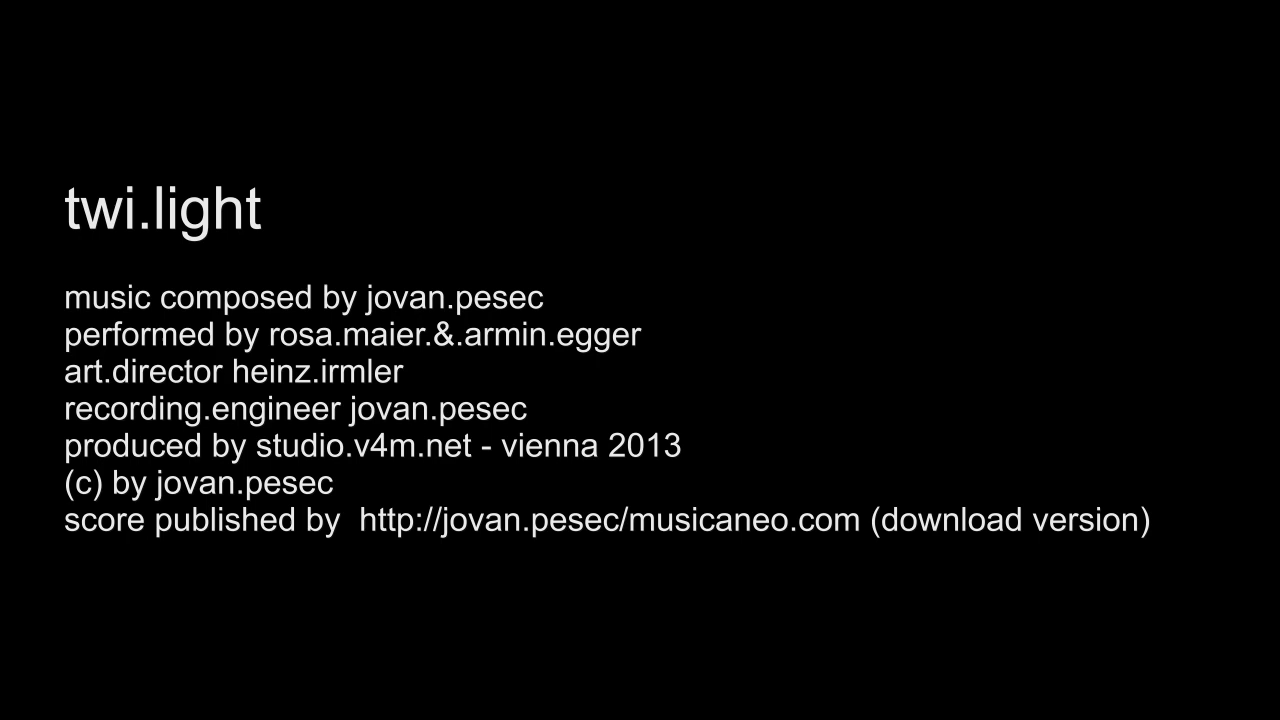 twi.light
music composed by jovan.pesec
performed by rosa.maier.&.armin.egger
art.director heinz.irmler
recording.engineer jovan.pesec
produced by studio.v4m.net - vienna 2013
(c) by jovan.pesec
score published by  http://jovan.pesec/musicaneo.com (download version)